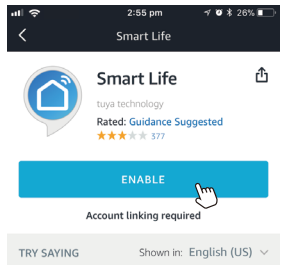 2:55 pm 26%
Smart Life
Smart Life
tuya technology
Rated: Guidance Suggested
377
ENABLE
Account linking required
TRY SAYING Shown in: English (US)